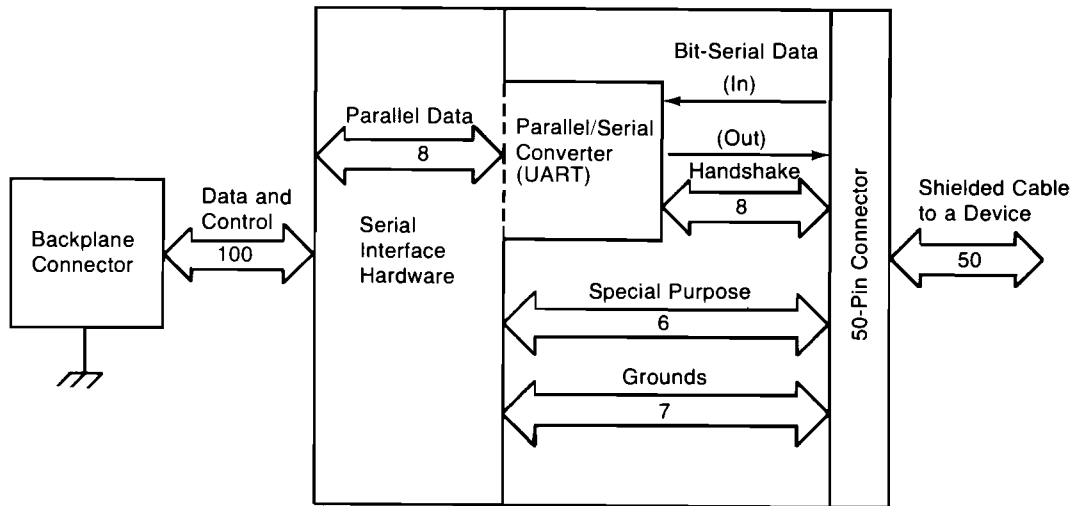 Backplane
Connector
Data and
Control
100
Parallel Data
8
Serial
Interface
Hardware
Parallel/Serial
Converter
(UART)
Bit-Serial Data
(In)
(Out)
Handshake
8
Special Purpose
6
Grounds
7
50-Pin Connector
Shielded Cable
to a Device
50